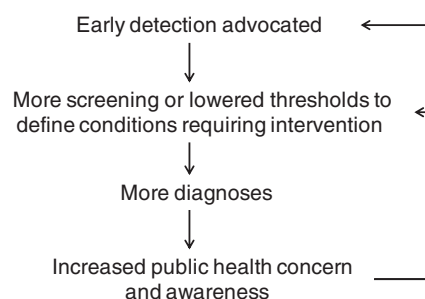 Early detection advocated
More screening or lowered thresholds to
define conditions requiring intervention
More diagnoses
Increased public health concern
and awareness